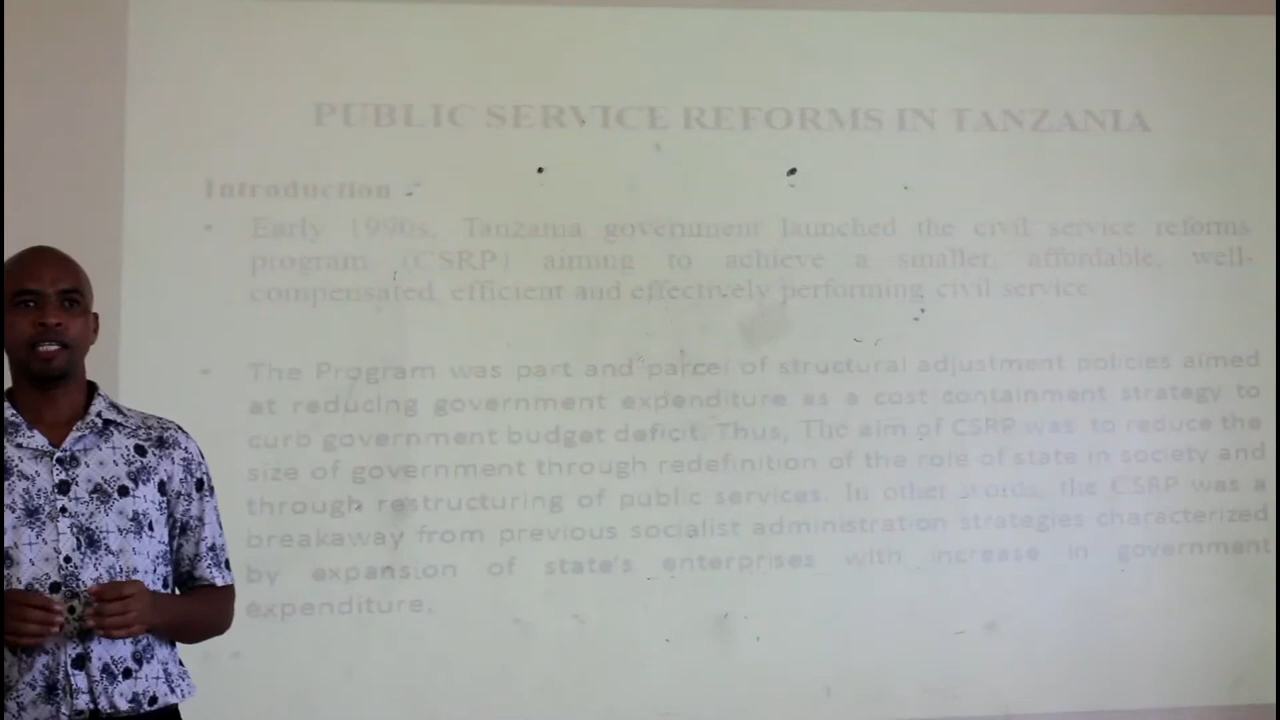 PUBLIC SERVICE REFORMS IN TANZANIA
Introduction -
• Early 1990s, Tanzania government launched the civil service reforms
program (CSRP) aiming to achieve a smaller, affordable, well-
compensated, efficient and effectively performing civil service.
• The Program was part and parcel of structural adjustment policies aimed
at reducing government expenditure as a cost containment strategy to
curb government budget deficit. Thus, The aim of CSRP was to reduce the
size of government through redefinition of the role of state in society and
through restructuring of public services. In other words, the CSRP was a
breakaway from previous socialist administration strategies characterized
by expansion of state's enterprises with increase in government
expenditure.